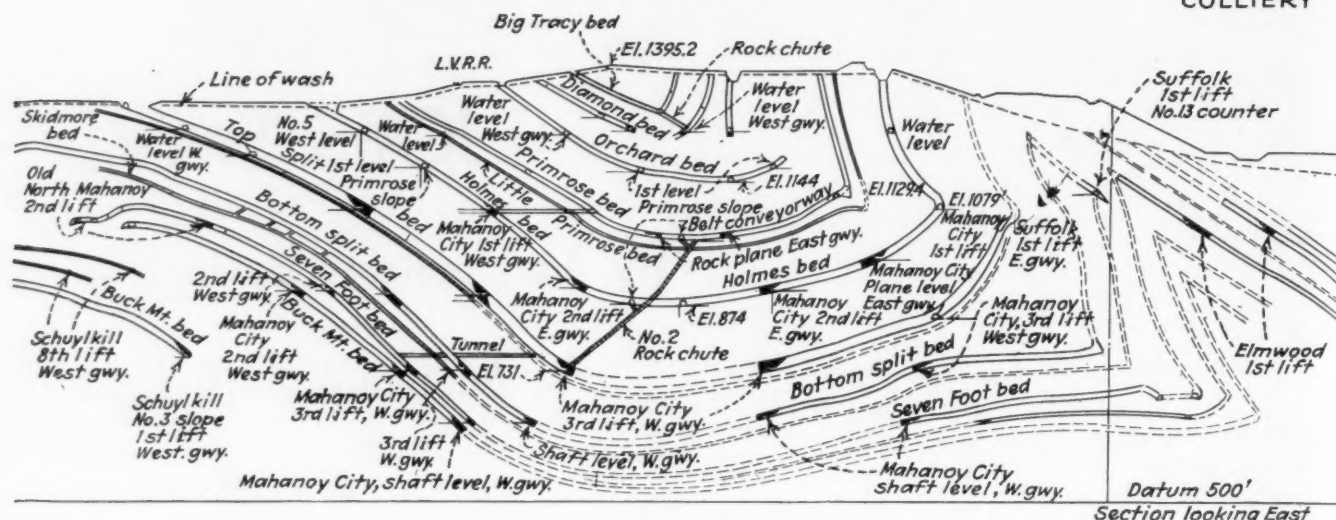 COLLIERY
Big Tracy bed
El.1395.2
Rock chute
L.V.R.R.
Line of wash
Skidmore
bed
Water
level W.
gwy.
Top
Split
bed
No.5
West level
1st level
Primrose
slope
Water
level
Water
level
West gwy.
Diamond bed
Water
level
West gwy.
Orchard bed
1st level
Primrose slope
El.1144
Water
level
Suffolk
1st lift
No.13 counter
Old
North Mahanoy
2nd lift
Bottom
split
bed
Holmes
bed
Little
Primrose bed
Primrose
bed
Belt conveyorway
El.1129.4
El.1079
Mahanoy
City
1st lift
Suffolk
1st lift
E.gwy.
Mahanoy
City 1st lift
West gwy.
Rock plane East gwy.
Holmes bed
Mahanoy City
Plane level
East gwy.
Seven
Foot
bed
2nd lift
West gwy.
Buck Mt. bed
Mahanoy
City 2nd lift
E. gwy.
El.874
Mahanoy
City 2nd lift
E.gwy.
Mahanoy
City, 3rd lift
West gwy.
Elmwood
1st lift
Buck Mt. bed
Schuylkill
8th lift
West gwy.
Mahanoy
City
2nd lift
West gwy.
Tunnel
El.731
No.2
Rock chute
Bottom split bed
Seven Foot bed
Schuylkill
No.3 slope
1st lift
West. gwy.
Mahanoy City
3rd lift, W.gwy.
3rd lift
W.gwy.
Mahanoy City
3rd lift, W.gwy.
Shaft level, W.gwy.
Mahanoy City, shaft level, W.gwy.
Mahanoy City
shaft level, W.gwy.
Datum 500'
Section looking East